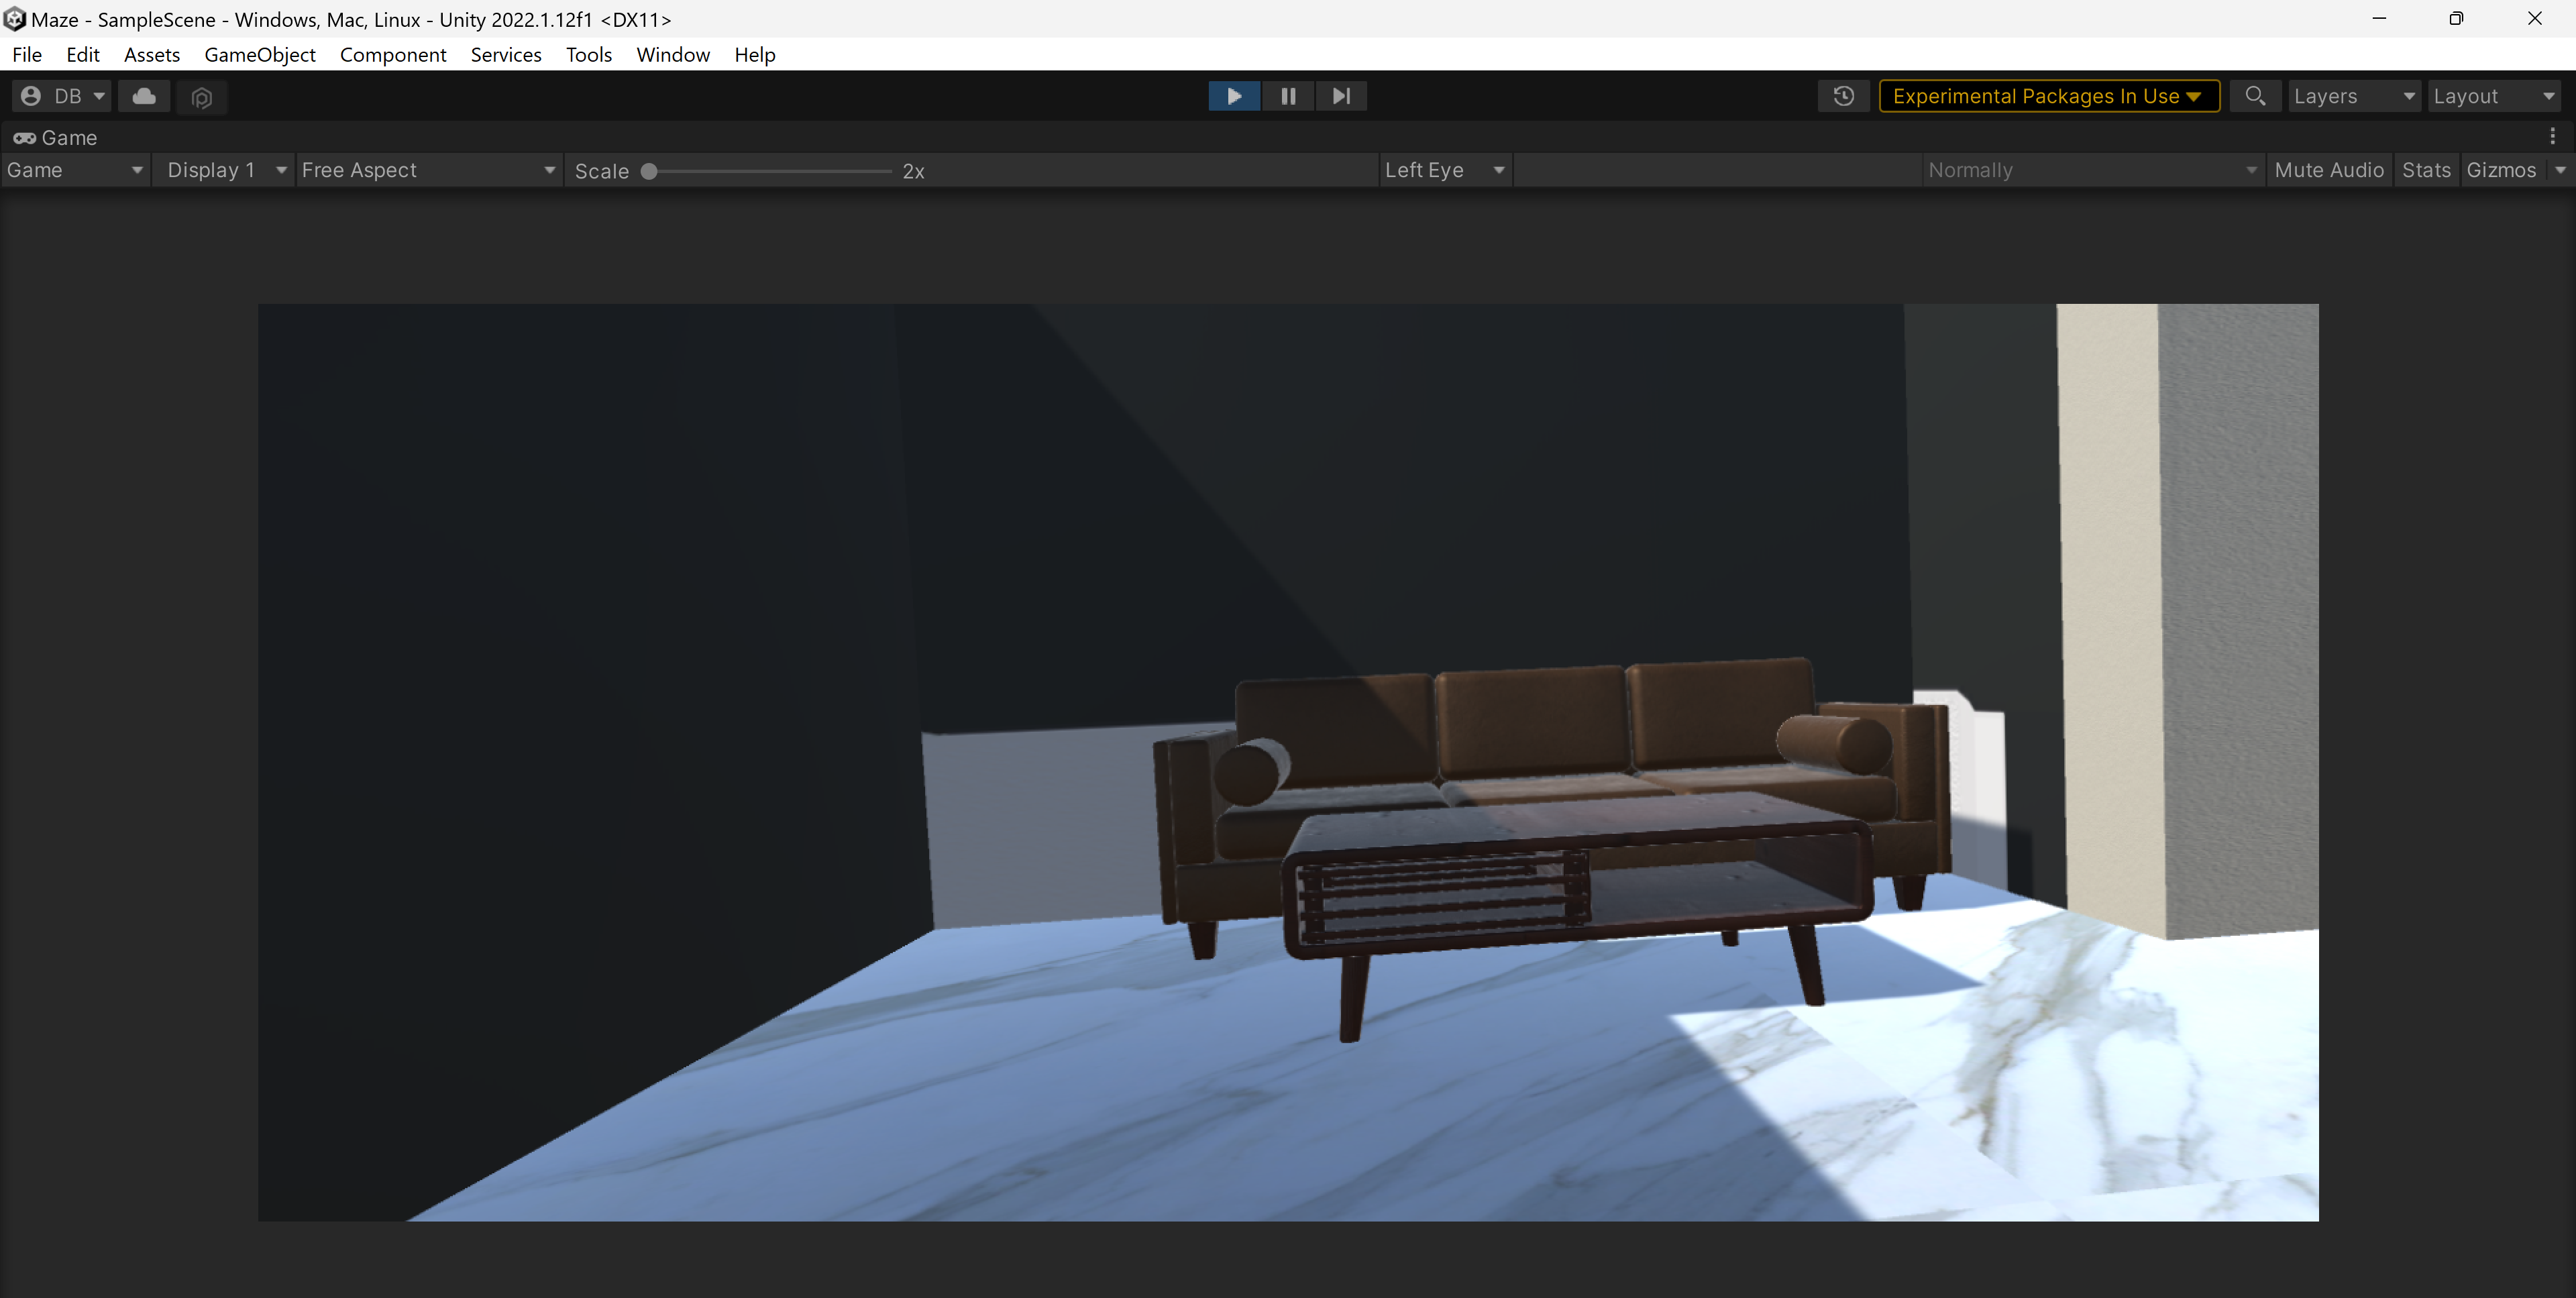 Maze - SampleScene - Windows, Mac, Linux - Unity 2022.1.12f1 <DX11>
File Edit Assets GameObject Component Services Tools Window Help
DB Experimental Packages In Use Layers Layout
Game
Game Display 1 Free Aspect Scale 2x Left Eye Normally Mute Audio Stats Gizmos